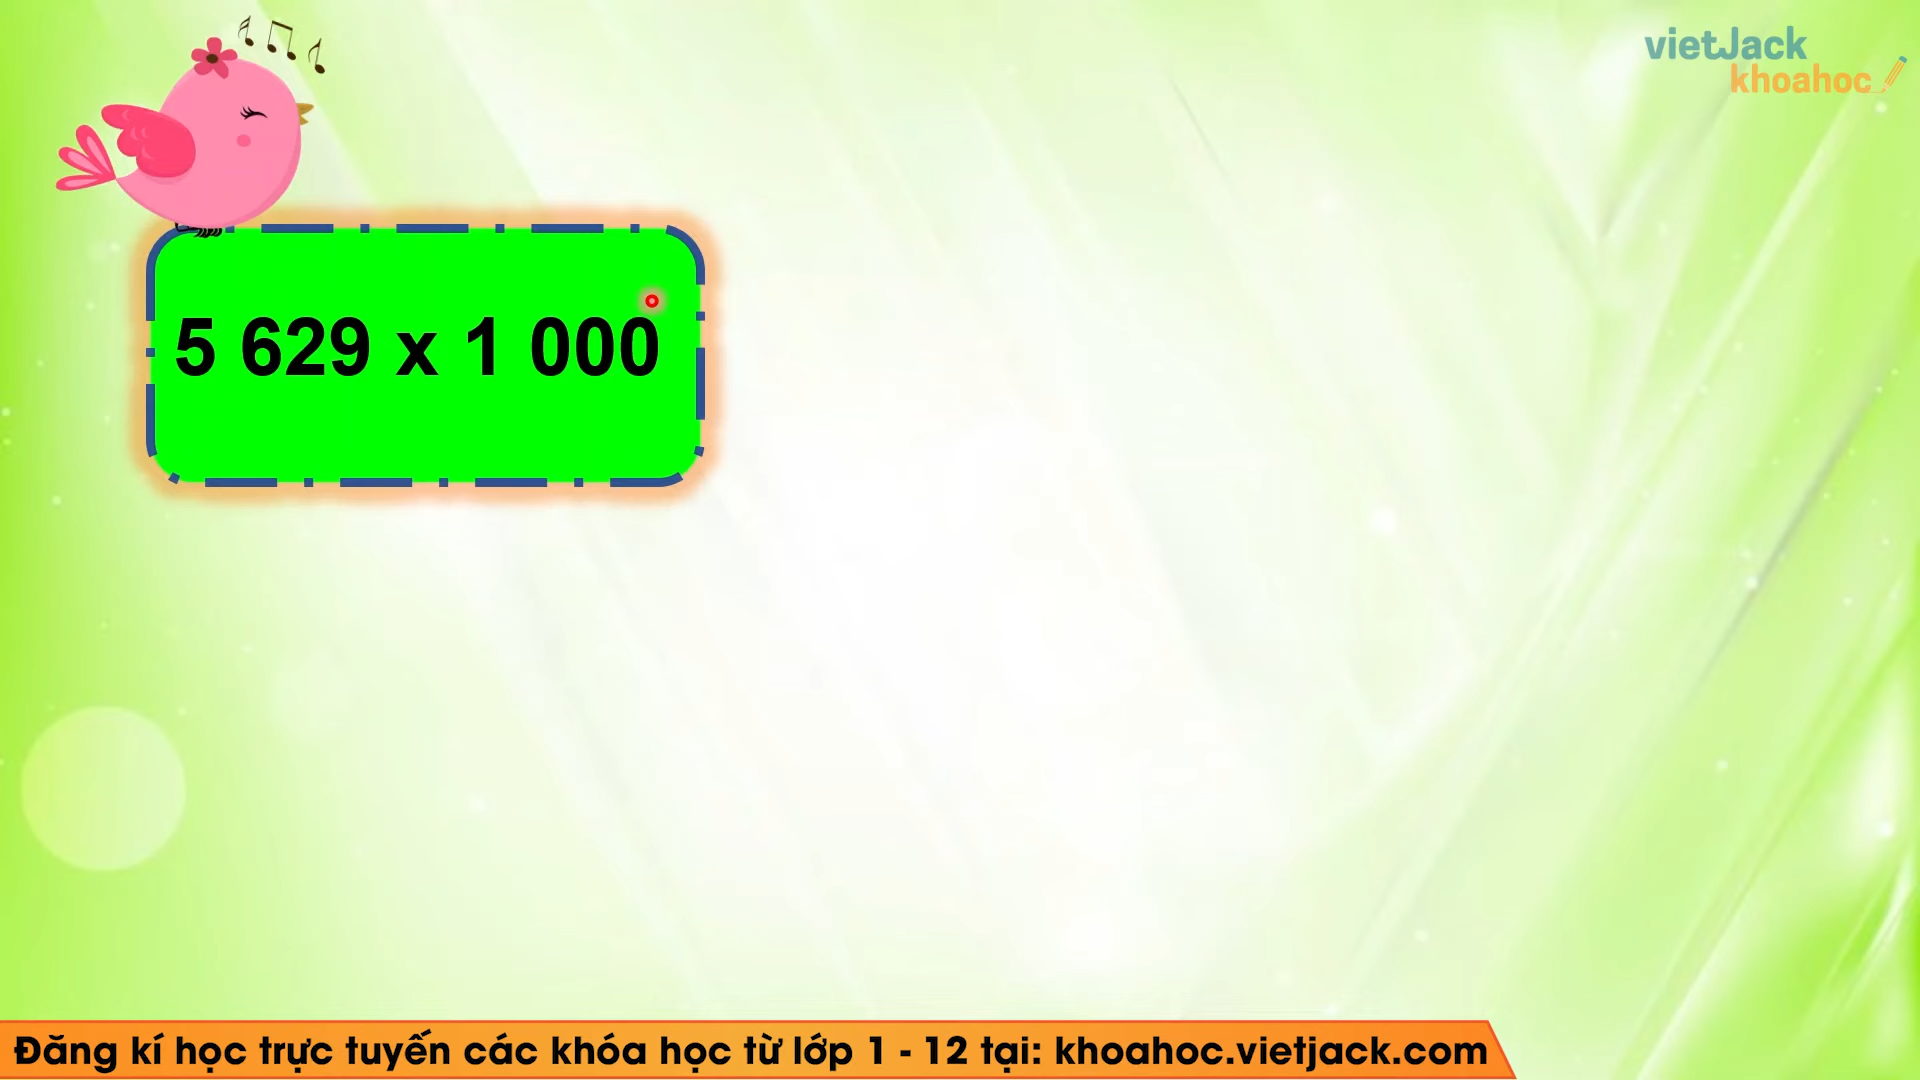 vietJack
khoahoc
5 629 x 1 000
Đăng kí học trực tuyến các khóa học từ lớp 1 - 12 tại: khoahoc.vietjack.com